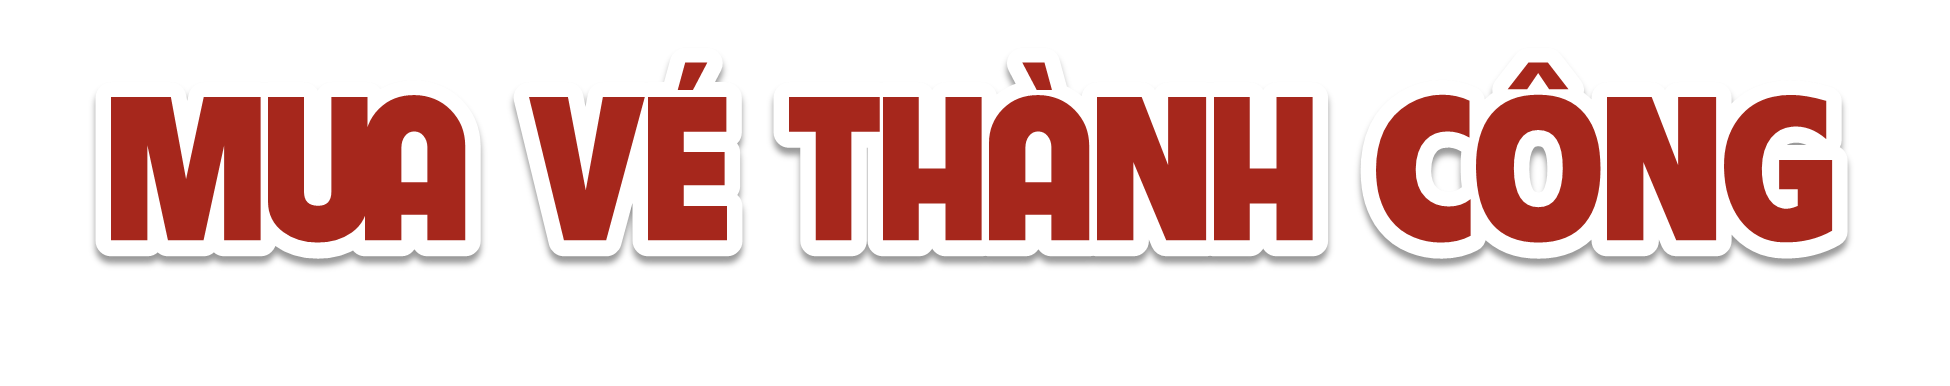 MUA VÉ THÀNH CÔNG